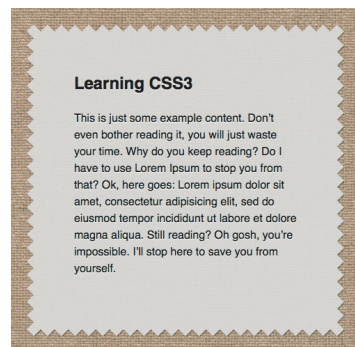 Learning CSS3
This is just some example content. Don't
even bother reading it, you will just waste
your time. Why do you keep reading? Do I
have to use Lorem Ipsum to stop you from
that? Ok, here goes: Lorem ipsum dolor sit
amet, consectetur adipisicing elit, sed do
eiusmod tempor incididunt ut labore et dolore
magna aliqua. Still reading? Oh gosh, you're
impossible. I'll stop here to save you from
yourself.